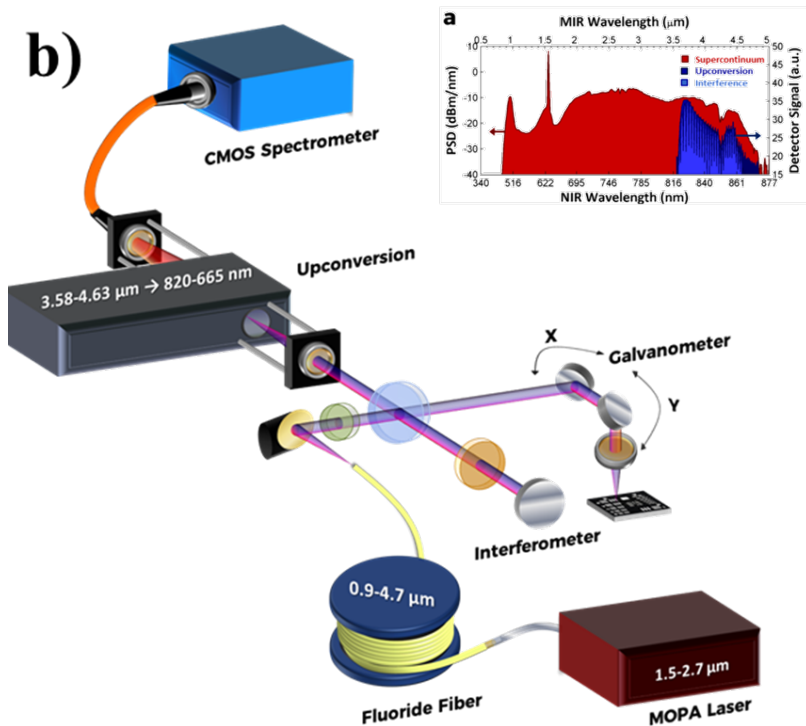 b)
a
MIR Wavelength (μm)
0.5 1 1.5 2 2.5 3 3.5 4 4.5 5
10
0
-10
-20
-30
-40
PSD (dBm/nm)
Supercontinuum
Upconversion
Interference
50
45
40
35
30
25
20
15
Detector Signal (a.u.)
340 516 622 695 746 785 816 840 861 877
NIR Wavelength (nm)
CMOS Spectrometer
Upconversion
3.58-4.63 μm → 820-665 nm
X
Galvanometer
Y
Interferometer
0.9-4.7 μm
Fluoride Fiber
1.5-2.7 μm
MOPA Laser